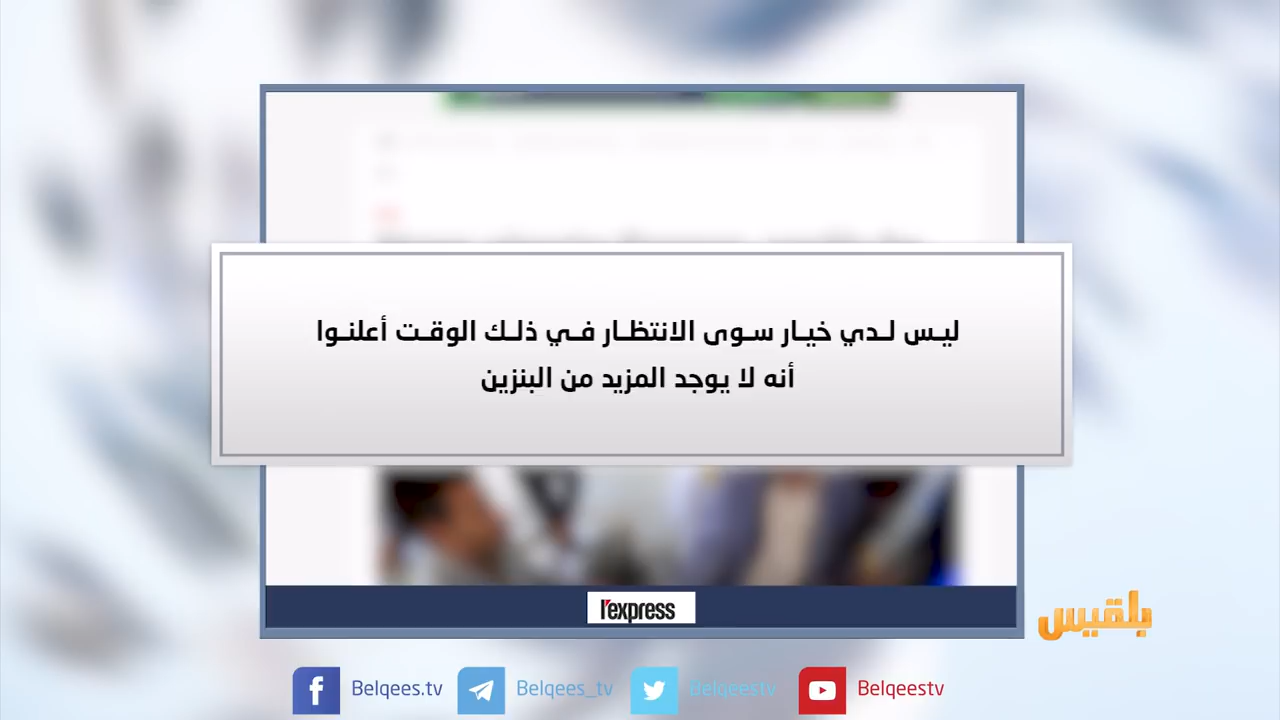 ليس لدي خيار سوى الانتظار في ذلك الوقت أعلنوا
أنه لا يوجد المزيد من البنزين
l'express
بلقيس
Belqees.tv
Belqees_tv
Belqeestv
Belqeestv